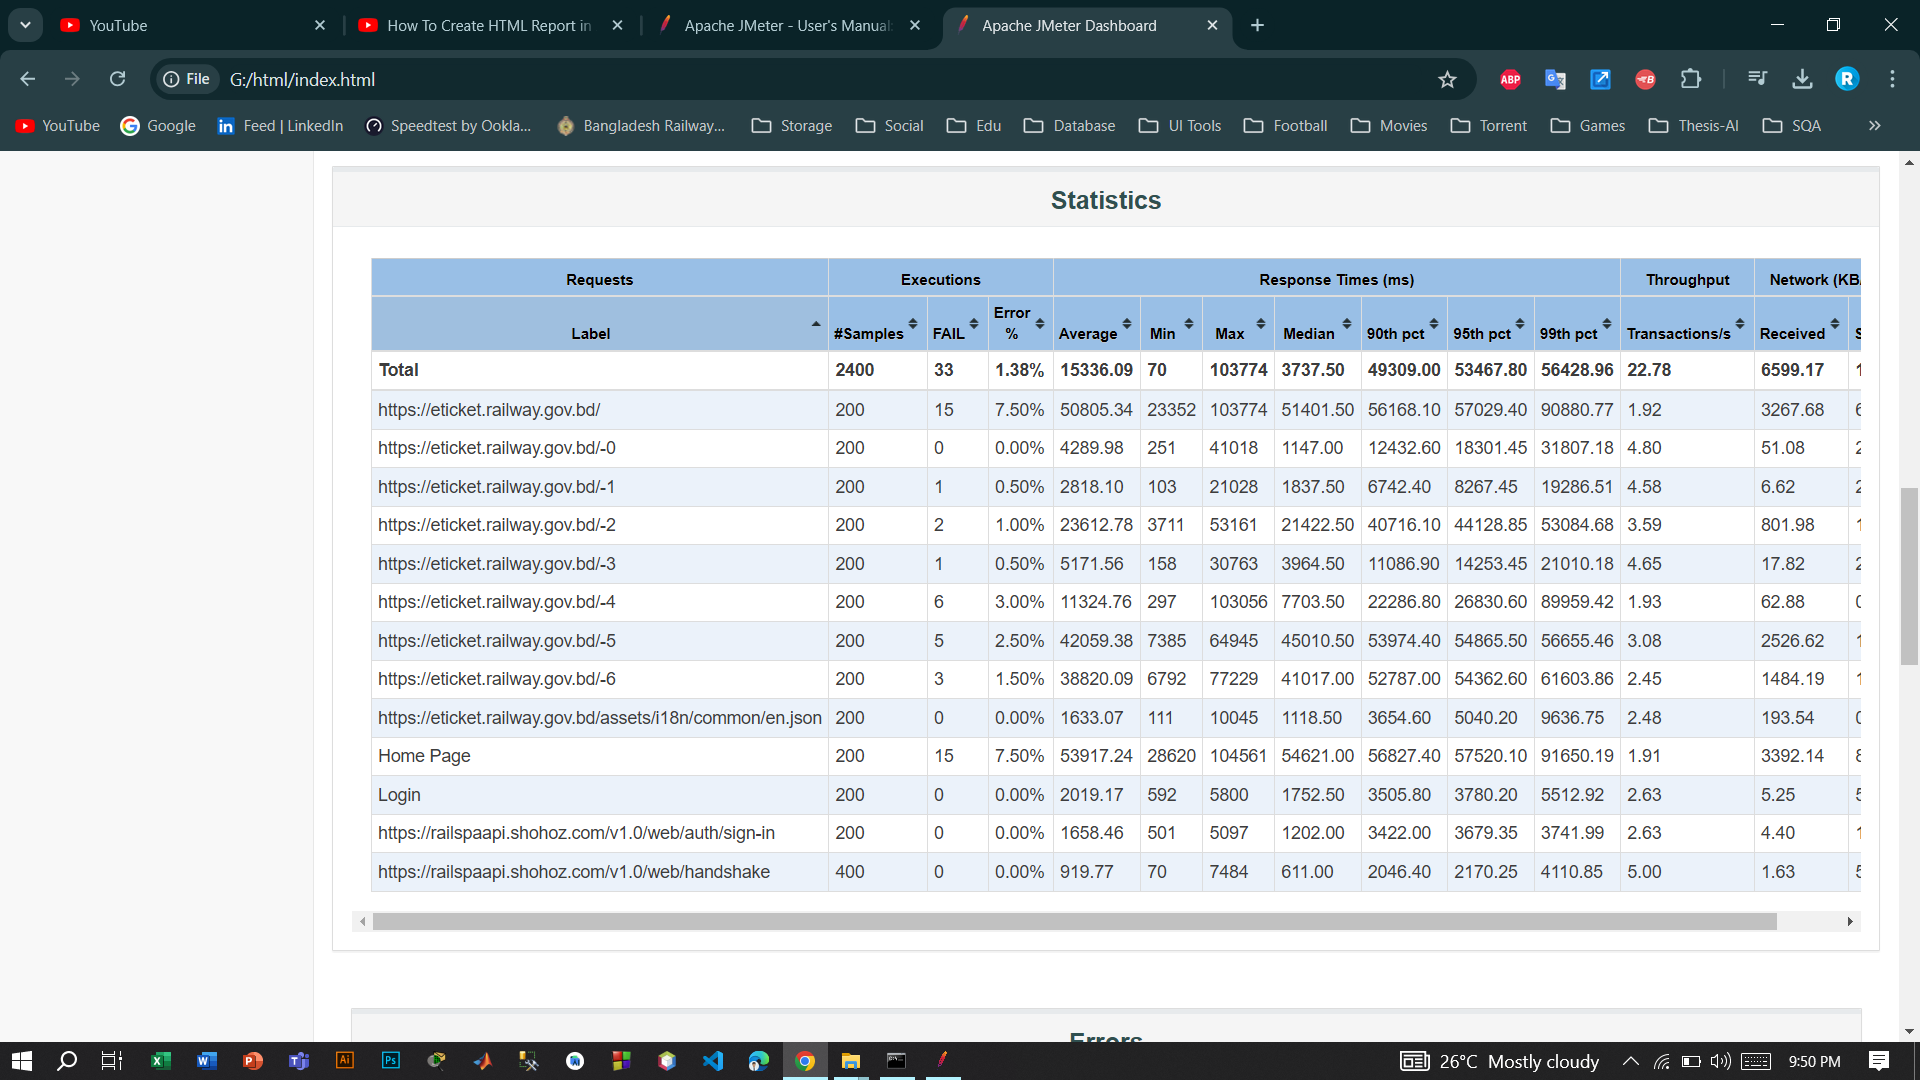 YouTube
How To Create HTML Report in
Apache JMeter - User's Manual:
Apache JMeter Dashboard
File G:/html/index.html
ABP
R
YouTube Google Feed | LinkedIn Speedtest by Ookla... Bangladesh Railway... Storage Social Edu Database UI Tools Football Movies Torrent Games Thesis-AI SQA
Statistics
Requests Executions Response Times (ms) Throughput Network (KB
Label #Samples FAIL Error % Average Min Max Median 90th pct 95th pct 99th pct Transactions/s Received
Total 2400 33 1.38% 15336.09 70 103774 3737.50 49309.00 53467.80 56428.96 22.78 6599.17
https://eticket.railway.gov.bd/ 200 15 7.50% 50805.34 23352 103774 51401.50 56168.10 57029.40 90880.77 1.92 3267.68
https://eticket.railway.gov.bd/-0 200 0 0.00% 4289.98 251 41018 1147.00 12432.60 18301.45 31807.18 4.80 51.08
https://eticket.railway.gov.bd/-1 200 1 0.50% 2818.10 103 21028 1837.50 6742.40 8267.45 19286.51 4.58 6.62
https://eticket.railway.gov.bd/-2 200 2 1.00% 23612.78 3711 53161 21422.50 40716.10 44128.85 53084.68 3.59 801.98
https://eticket.railway.gov.bd/-3 200 1 0.50% 5171.56 158 30763 3964.50 11086.90 14253.45 21010.18 4.65 17.82
https://eticket.railway.gov.bd/-4 200 6 3.00% 11324.76 297 103056 7703.50 22286.80 26830.60 89959.42 1.93 62.88
https://eticket.railway.gov.bd/-5 200 5 2.50% 42059.38 7385 64945 45010.50 53974.40 54865.50 56655.46 3.08 2526.62
https://eticket.railway.gov.bd/-6 200 3 1.50% 38820.09 6792 77229 41017.00 52787.00 54362.60 61603.86 2.45 1484.19
https://eticket.railway.gov.bd/assets/i18n/common/en.json 200 0 0.00% 1633.07 111 10045 1118.50 3654.60 5040.20 9636.75 2.48 193.54
Home Page 200 15 7.50% 53917.24 28620 104561 54621.00 56827.40 57520.10 91650.19 1.91 3392.14
Login 200 0 0.00% 2019.17 592 5800 1752.50 3505.80 3780.20 5512.92 2.63 5.25
https://railspaapi.shohoz.com/v1.0/web/auth/sign-in 200 0 0.00% 1658.46 501 5097 1202.00 3422.00 3679.35 3741.99 2.63 4.40
https://railspaapi.shohoz.com/v1.0/web/handshake 400 0 0.00% 919.77 70 7484 611.00 2046.40 2170.25 4110.85 5.00 1.63
Errors
26°C Mostly cloudy 9:50 PM